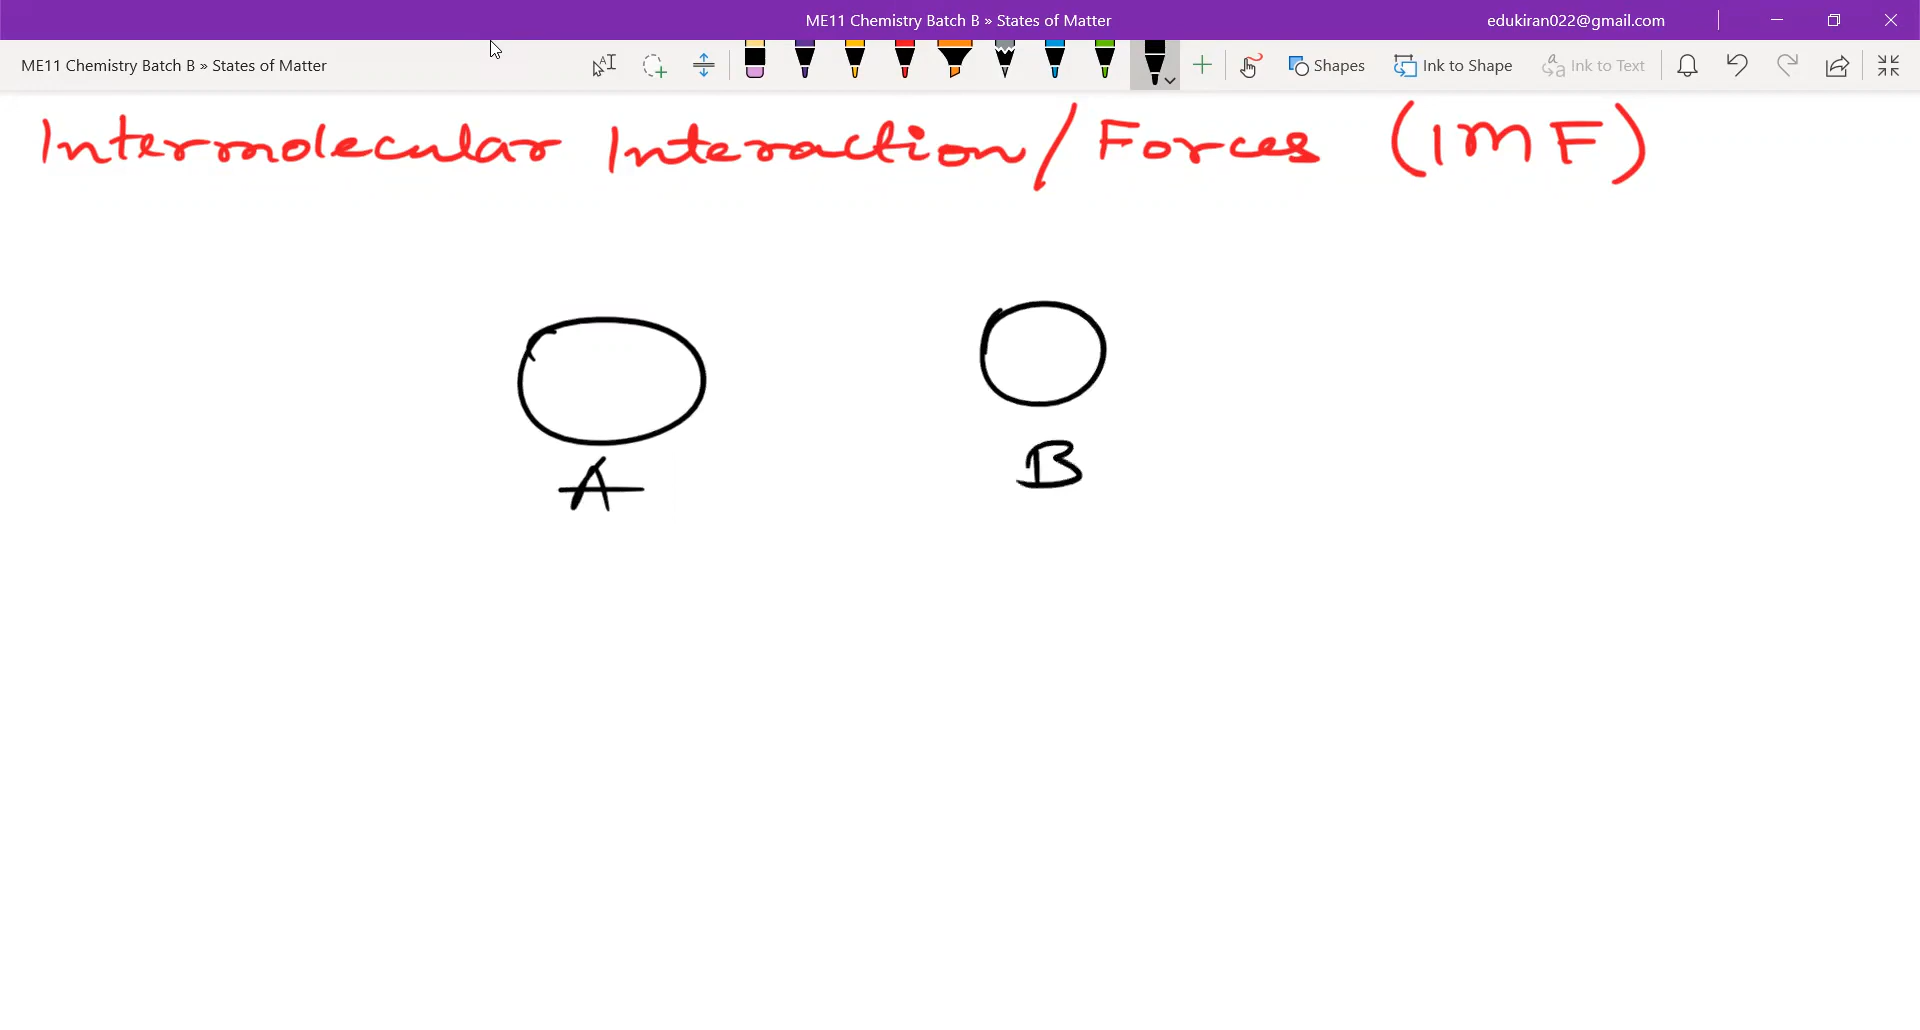 ME11 Chemistry Batch B » States of Matter
edukiran022@gmail.com
ME11 Chemistry Batch B » States of Matter
Shapes
Ink to Shape
Ink to Text
Intermolecular Interaction/Forces (IMF)
A
B